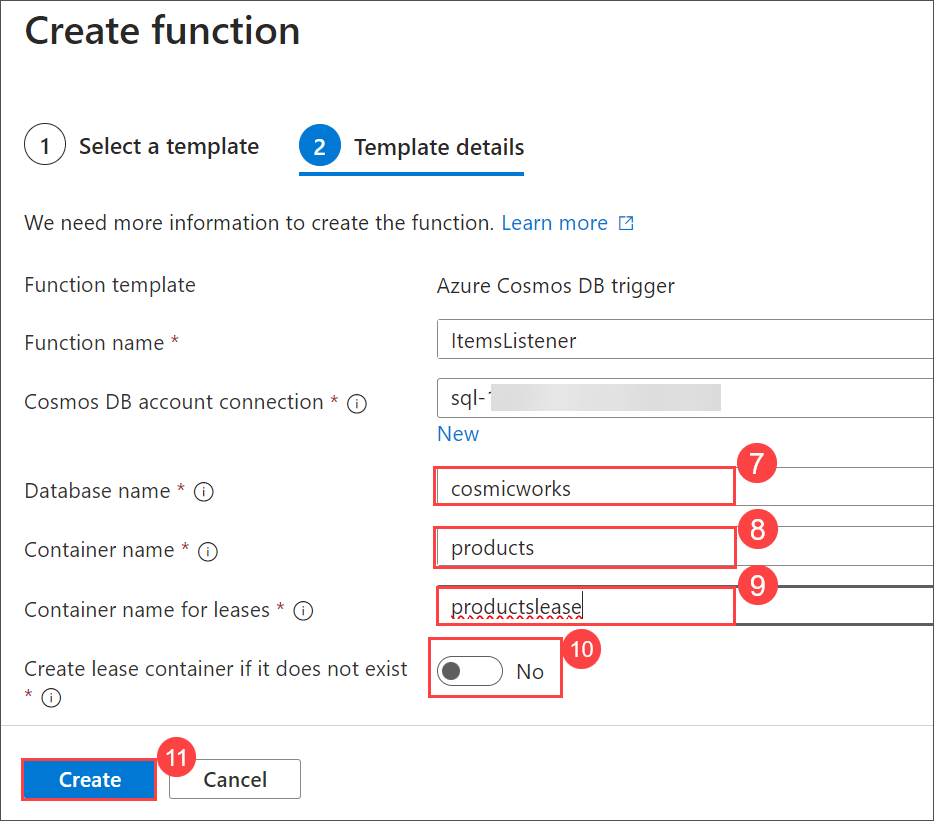 Create function
1 Select a template 2 Template details
We need more information to create the function. Learn more
Function template Azure Cosmos DB trigger
Function name * ItemsListener
Cosmos DB account connection * sql-
New
7
Database name * cosmicworks
8
Container name * products
9
Container name for leases * productslease
10
Create lease container if it does not exist No
*
11
Create Cancel